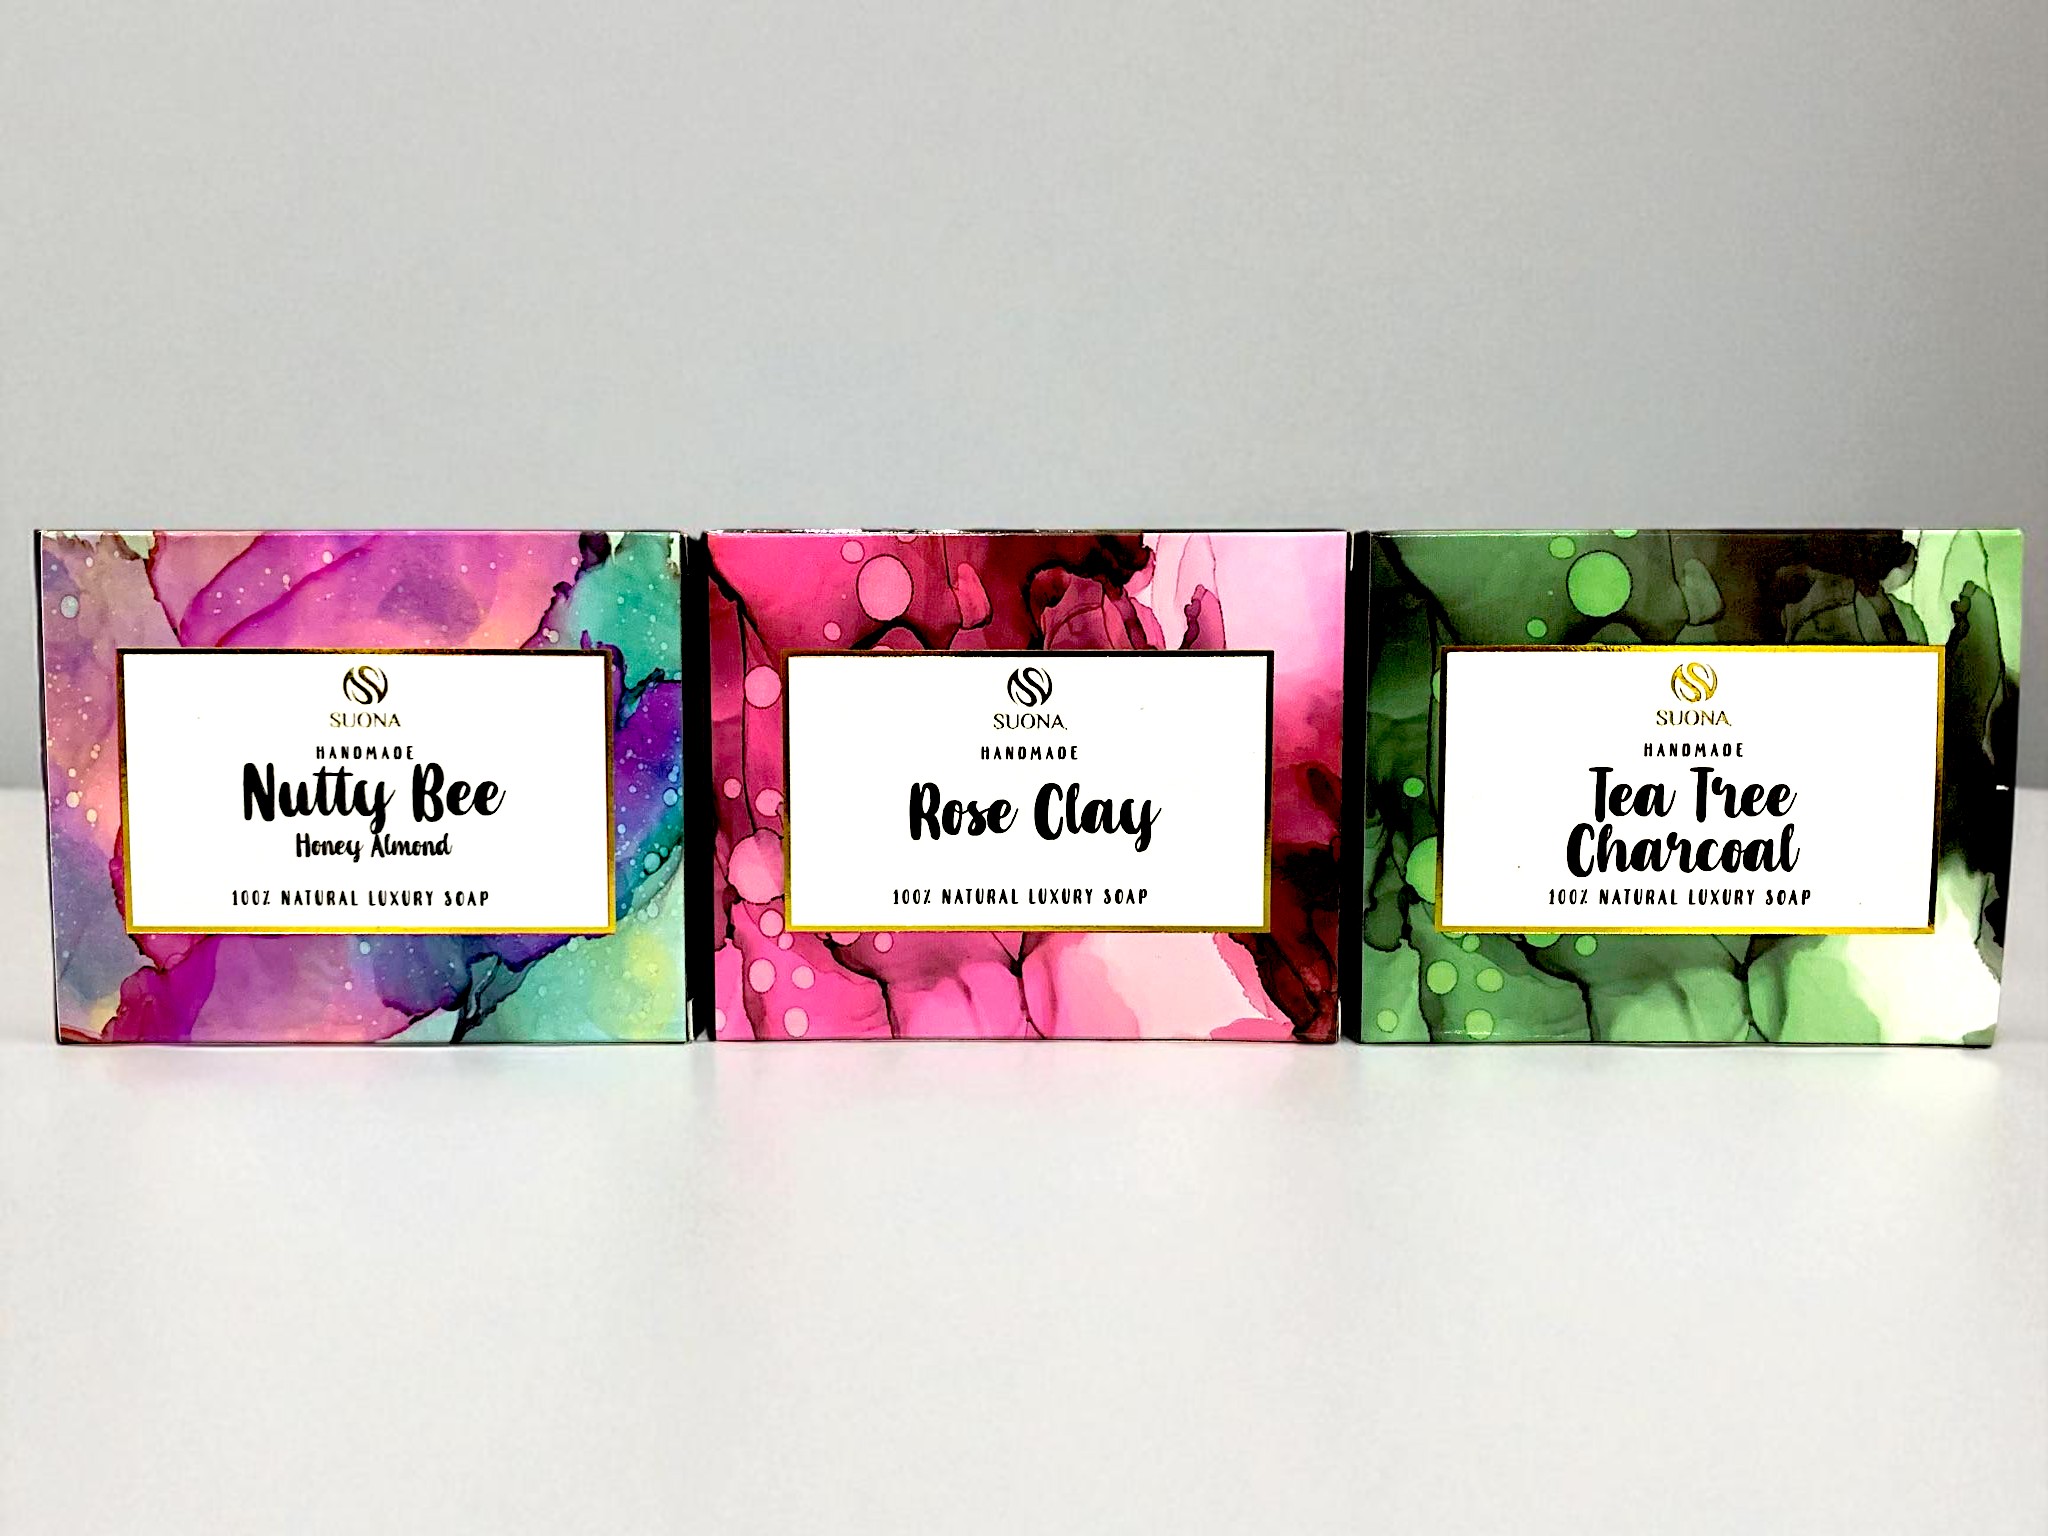 SUONA
HANDMADE
Nutty Bee
Honey Almond
100% NATURAL LUXURY SOAP
SUONA
HANDMADE
Rose Clay
100% NATURAL LUXURY SOAP
SUONA
HANDMADE
Tea Tree
Charcoal
100% NATURAL LUXURY SOAP